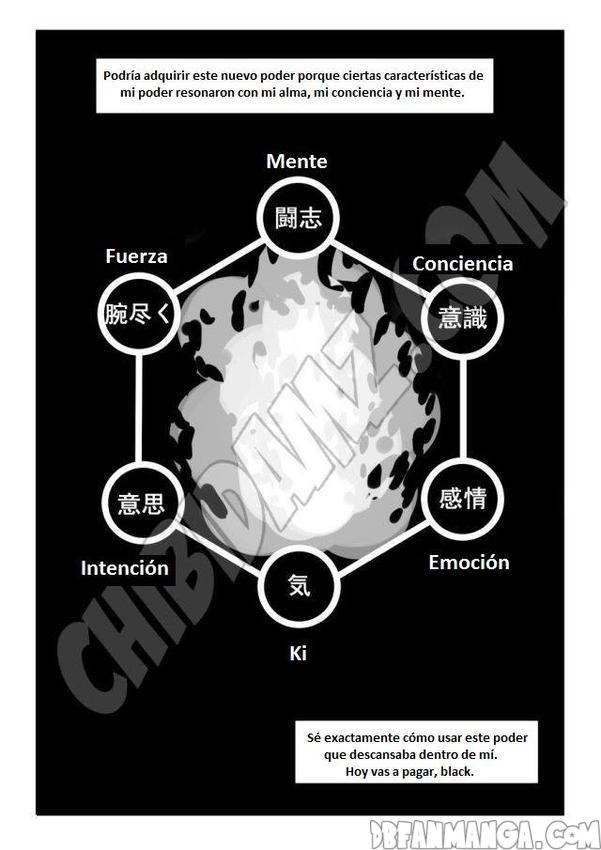 Podría adquirir este nuevo poder porque ciertas características de
mi poder resonaron con mi alma, mi conciencia y mi mente.
Mente
闘志
Fuerza
Conciencia
腕尽く
意識
意思
感情
Intención
Emoción
気
Ki
CHIBIDAMZ.COM
Sé exactamente cómo usar este poder
que descansaba dentro de mí.
Hoy vas a pagar, black.
DBFANMANGA.COM